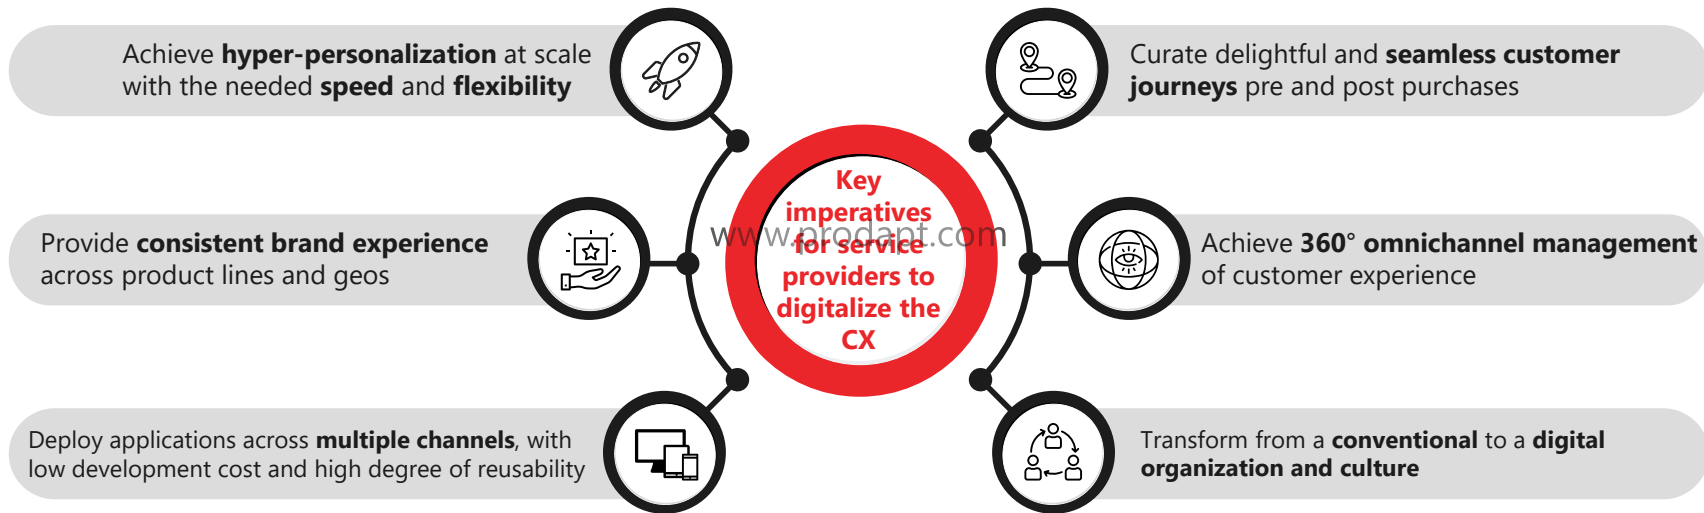 Achieve hyper-personalization at scale
with the needed speed and flexibility
Provide consistent brand experience
across product lines and geos
Deploy applications across multiple channels, with
low development cost and high degree of reusability
Key
imperatives
for service
providers to
digitalize the
CX
www.prodapt.com
Curate delightful and seamless customer
journeys pre and post purchases
Achieve 360° omnichannel management
of customer experience
Transform from a conventional to a digital
organization and culture